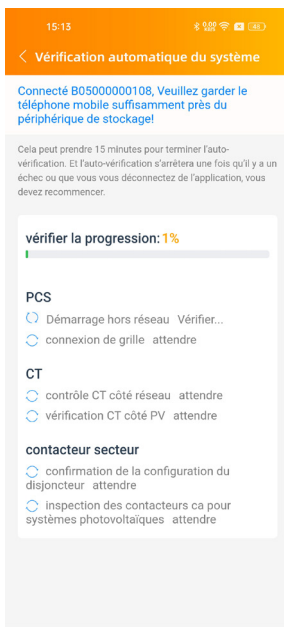 15:13
Vérification automatique du système
Connecté B05000000108, Veuillez garder le
téléphone mobile suffisamment près du
périphérique de stockage!
Cela peut prendre 15 minutes pour terminer l'auto-
vérification. Et l'auto-vérification s'arrêtera une fois qu'il y a un
échec ou que vous vous déconnectez de l'application, vous
devez recommencer.
vérifier la progression: 1%
PCS
Démarrage hors réseau Vérifier...
connexion de grille attendre
CT
contrôle CT côté réseau attendre
vérification CT côté PV attendre
contacteur secteur
confirmation de la configuration du
disjoncteur attendre
inspection des contacteurs ca pour
systèmes photovoltaïques attendre